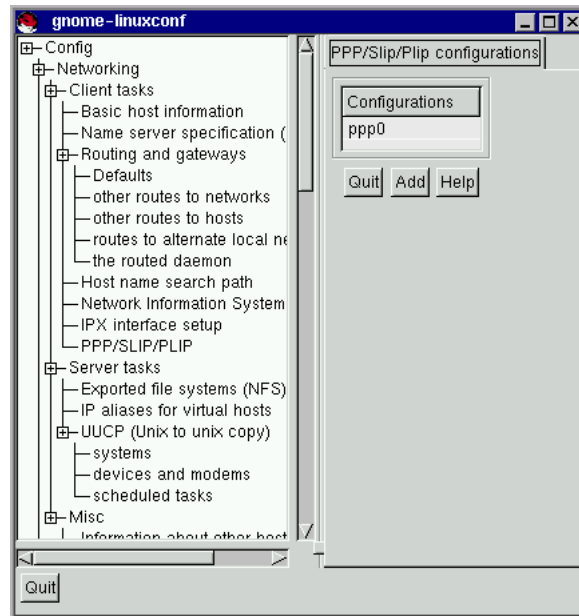 gnome-linuxconf
Config
Networking
Client tasks
Basic host information
Name server specification (
Routing and gateways
Defaults
other routes to networks
other routes to hosts
routes to alternate local ne
the routed daemon
Host name search path
Network Information System
IPX interface setup
PPP/SLIP/PLIP
Server tasks
Exported file systems (NFS)
IP aliases for virtual hosts
UUCP (Unix to unix copy)
systems
devices and modems
scheduled tasks
Misc
Information about other host
Quit
PPP/Slip/Plip configurations
Configurations
ppp0
Quit Add Help